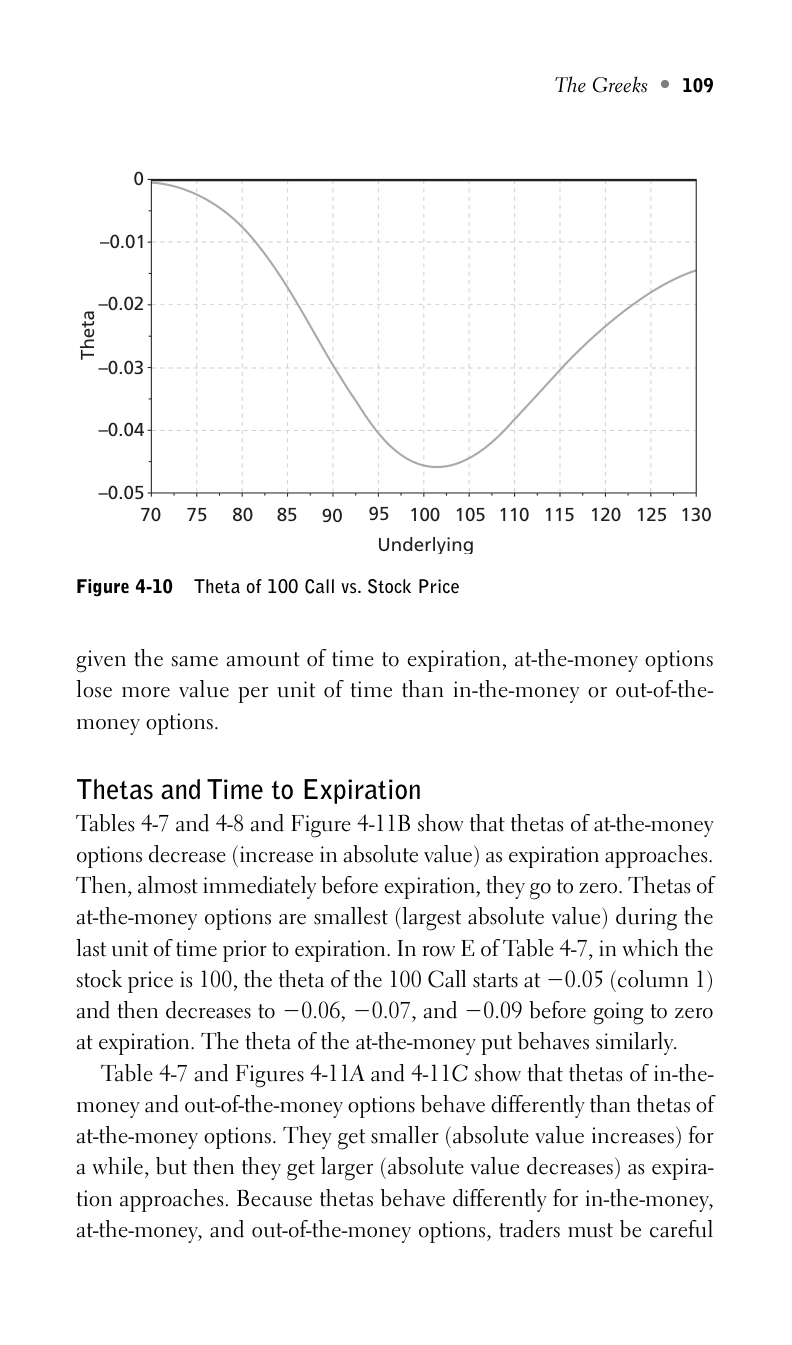 The Greeks • 109
0
−0.01
−0.02
−0.03
−0.04
−0.05
Theta
70 75 80 85 90 95 100 105 110 115 120 125 130
Underlying
Figure 4-10 Theta of 100 Call vs. Stock Price
given the same amount of time to expiration, at-the-money options
lose more value per unit of time than in-the-money or out-of-the-
money options.
Thetas and Time to Expiration
Tables 4-7 and 4-8 and Figure 4-11B show that thetas of at-the-money
options decrease (increase in absolute value) as expiration approaches.
Then, almost immediately before expiration, they go to zero. Thetas of
at-the-money options are smallest (largest absolute value) during the
last unit of time prior to expiration. In row E of Table 4-7, in which the
stock price is 100, the theta of the 100 Call starts at −0.05 (column 1)
and then decreases to −0.06, −0.07, and −0.09 before going to zero
at expiration. The theta of the at-the-money put behaves similarly.
Table 4-7 and Figures 4-11A and 4-11C show that thetas of in-the-
money and out-of-the-money options behave differently than thetas of
at-the-money options. They get smaller (absolute value increases) for
a while, but then they get larger (absolute value decreases) as expira-
tion approaches. Because thetas behave differently for in-the-money,
at-the-money, and out-of-the-money options, traders must be careful